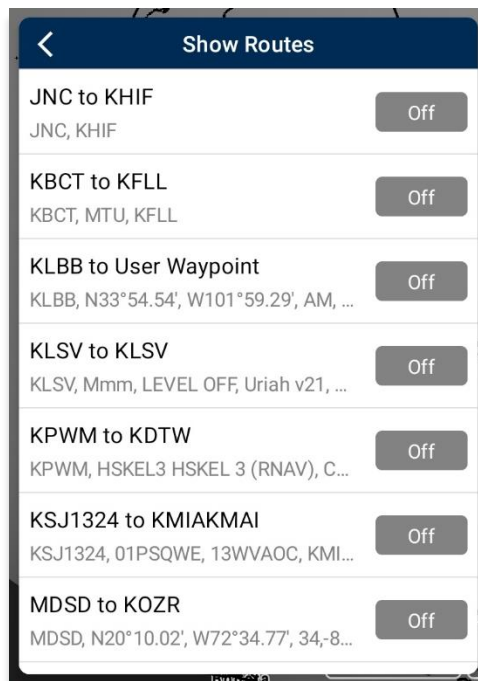 Show Routes
JNC to KHIF
JNC, KHIF
Off
KBCT to KFLL
KBCT, MTU, KFLL
Off
KLBB to User Waypoint
KLBB, N33°54.54', W101°59.29', AM, ...
Off
KLSV to KLSV
KLSV, Mmm, LEVEL OFF, Uriah v21, ...
Off
KPWM to KDTW
KPWM, HSKEL3 HSKEL 3 (RNAV), C...
Off
KSJ1324 to KMIAKMAI
KSJ1324, 01PSQWE, 13WVAOC, KMI...
Off
MDSD to KOZR
MDSD, N20°10.02', W72°34.77', 34,-8...
Off